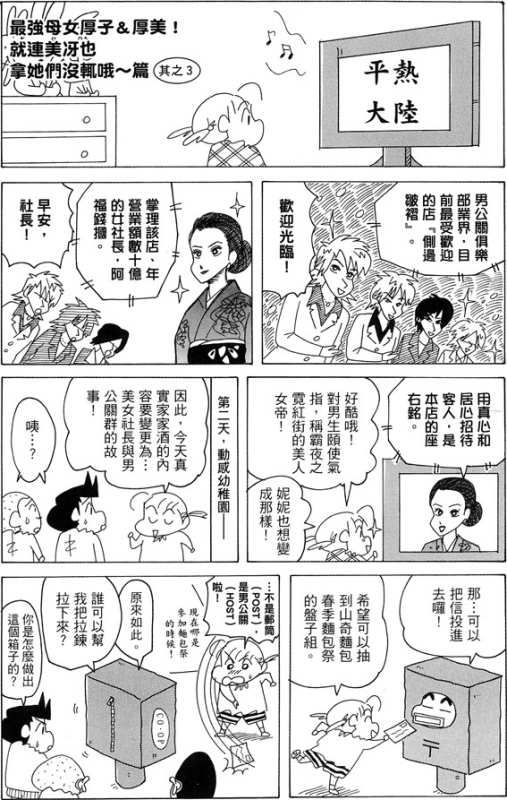 最強母女厚子&厚美!
就連美冴也
拿她們沒輒哦～篇 其之3
平熱
大陸
男公關俱樂
部業界，目
前最受歡迎
的店『側邊
皺褶』。
歡迎光臨！
掌理該店、年
營業額數十億
的女社長，阿
福錢攞。
早安，
社長！
用真心和
居心招待
客人，是
本店的座
右銘。
好酷哦！
對男生頤使氣
指，稱霸夜之
霓紅街的美人
女帝！
妮妮也想變
成那樣！
第二天，動感幼稚園——
因此，今天真
實家家酒的內
容要變更為…
美女社長與男
公關群的故
事！
咦…？
那…可以
把信投進
去囉！
希望可以抽
到山奇麵包
春季麵包祭
的盤子組。
〒
…不是郵筒
（POST），
是男公關
（HOST）
啦！
現在哪是
參加麵包祭
的時候！
原來如此。
誰可以幫
我把拉鍊
拉下來？
CO-OP
你是怎麼做出
這個箱子的？